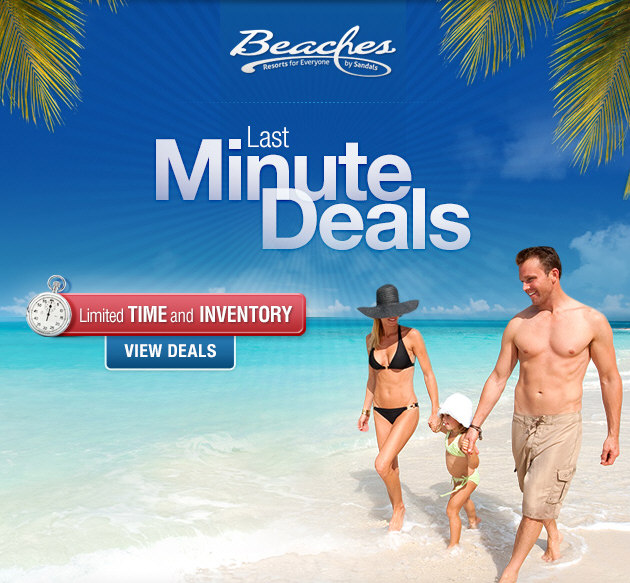 Beaches
Resorts for Everyone by Sandals
Last
Minute
Deals
Limited TIME and INVENTORY
VIEW DEALS